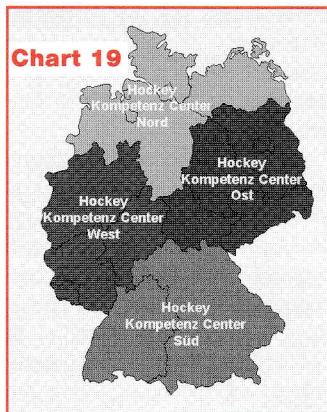 Chart 19
Hockey
Kompetenz Center
Nord
Hockey
Kompetenz Center
Ost
Hockey
Kompetenz Center
West
Hockey
Kompetenz Center
Süd